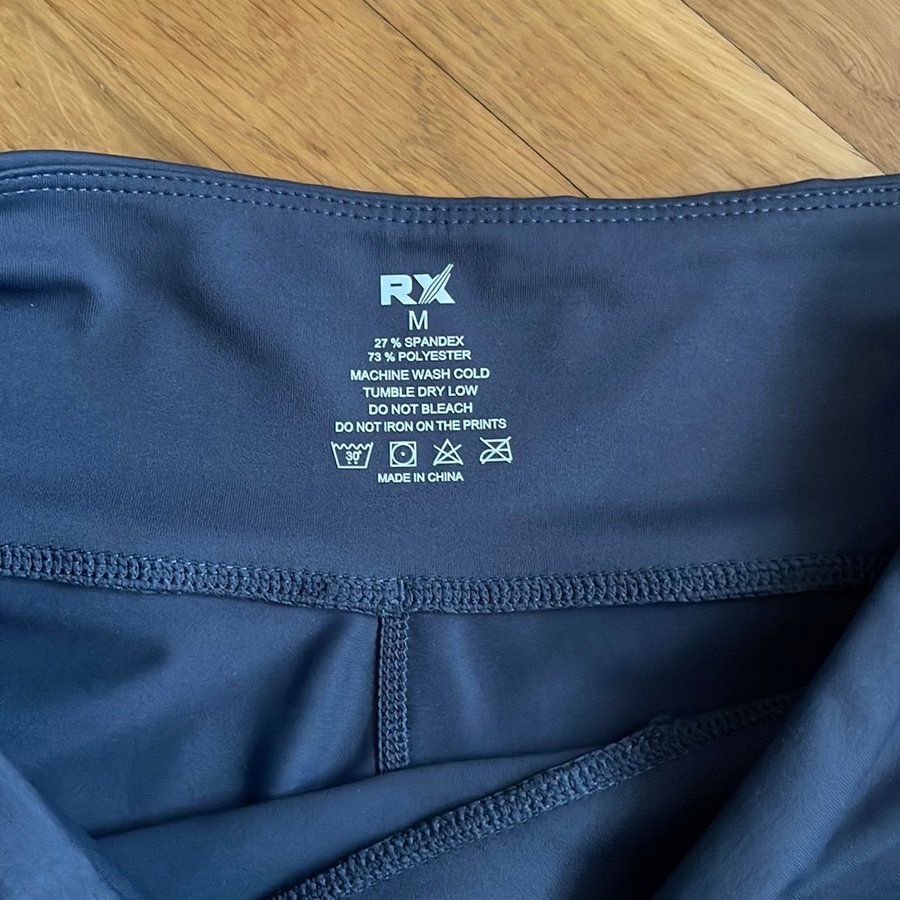 RX
M
27 % SPANDEX
73 % POLYESTER
MACHINE WASH COLD
TUMBLE DRY LOW
DO NOT BLEACH
DO NOT IRON ON THE PRINTS
30°
MADE IN CHINA